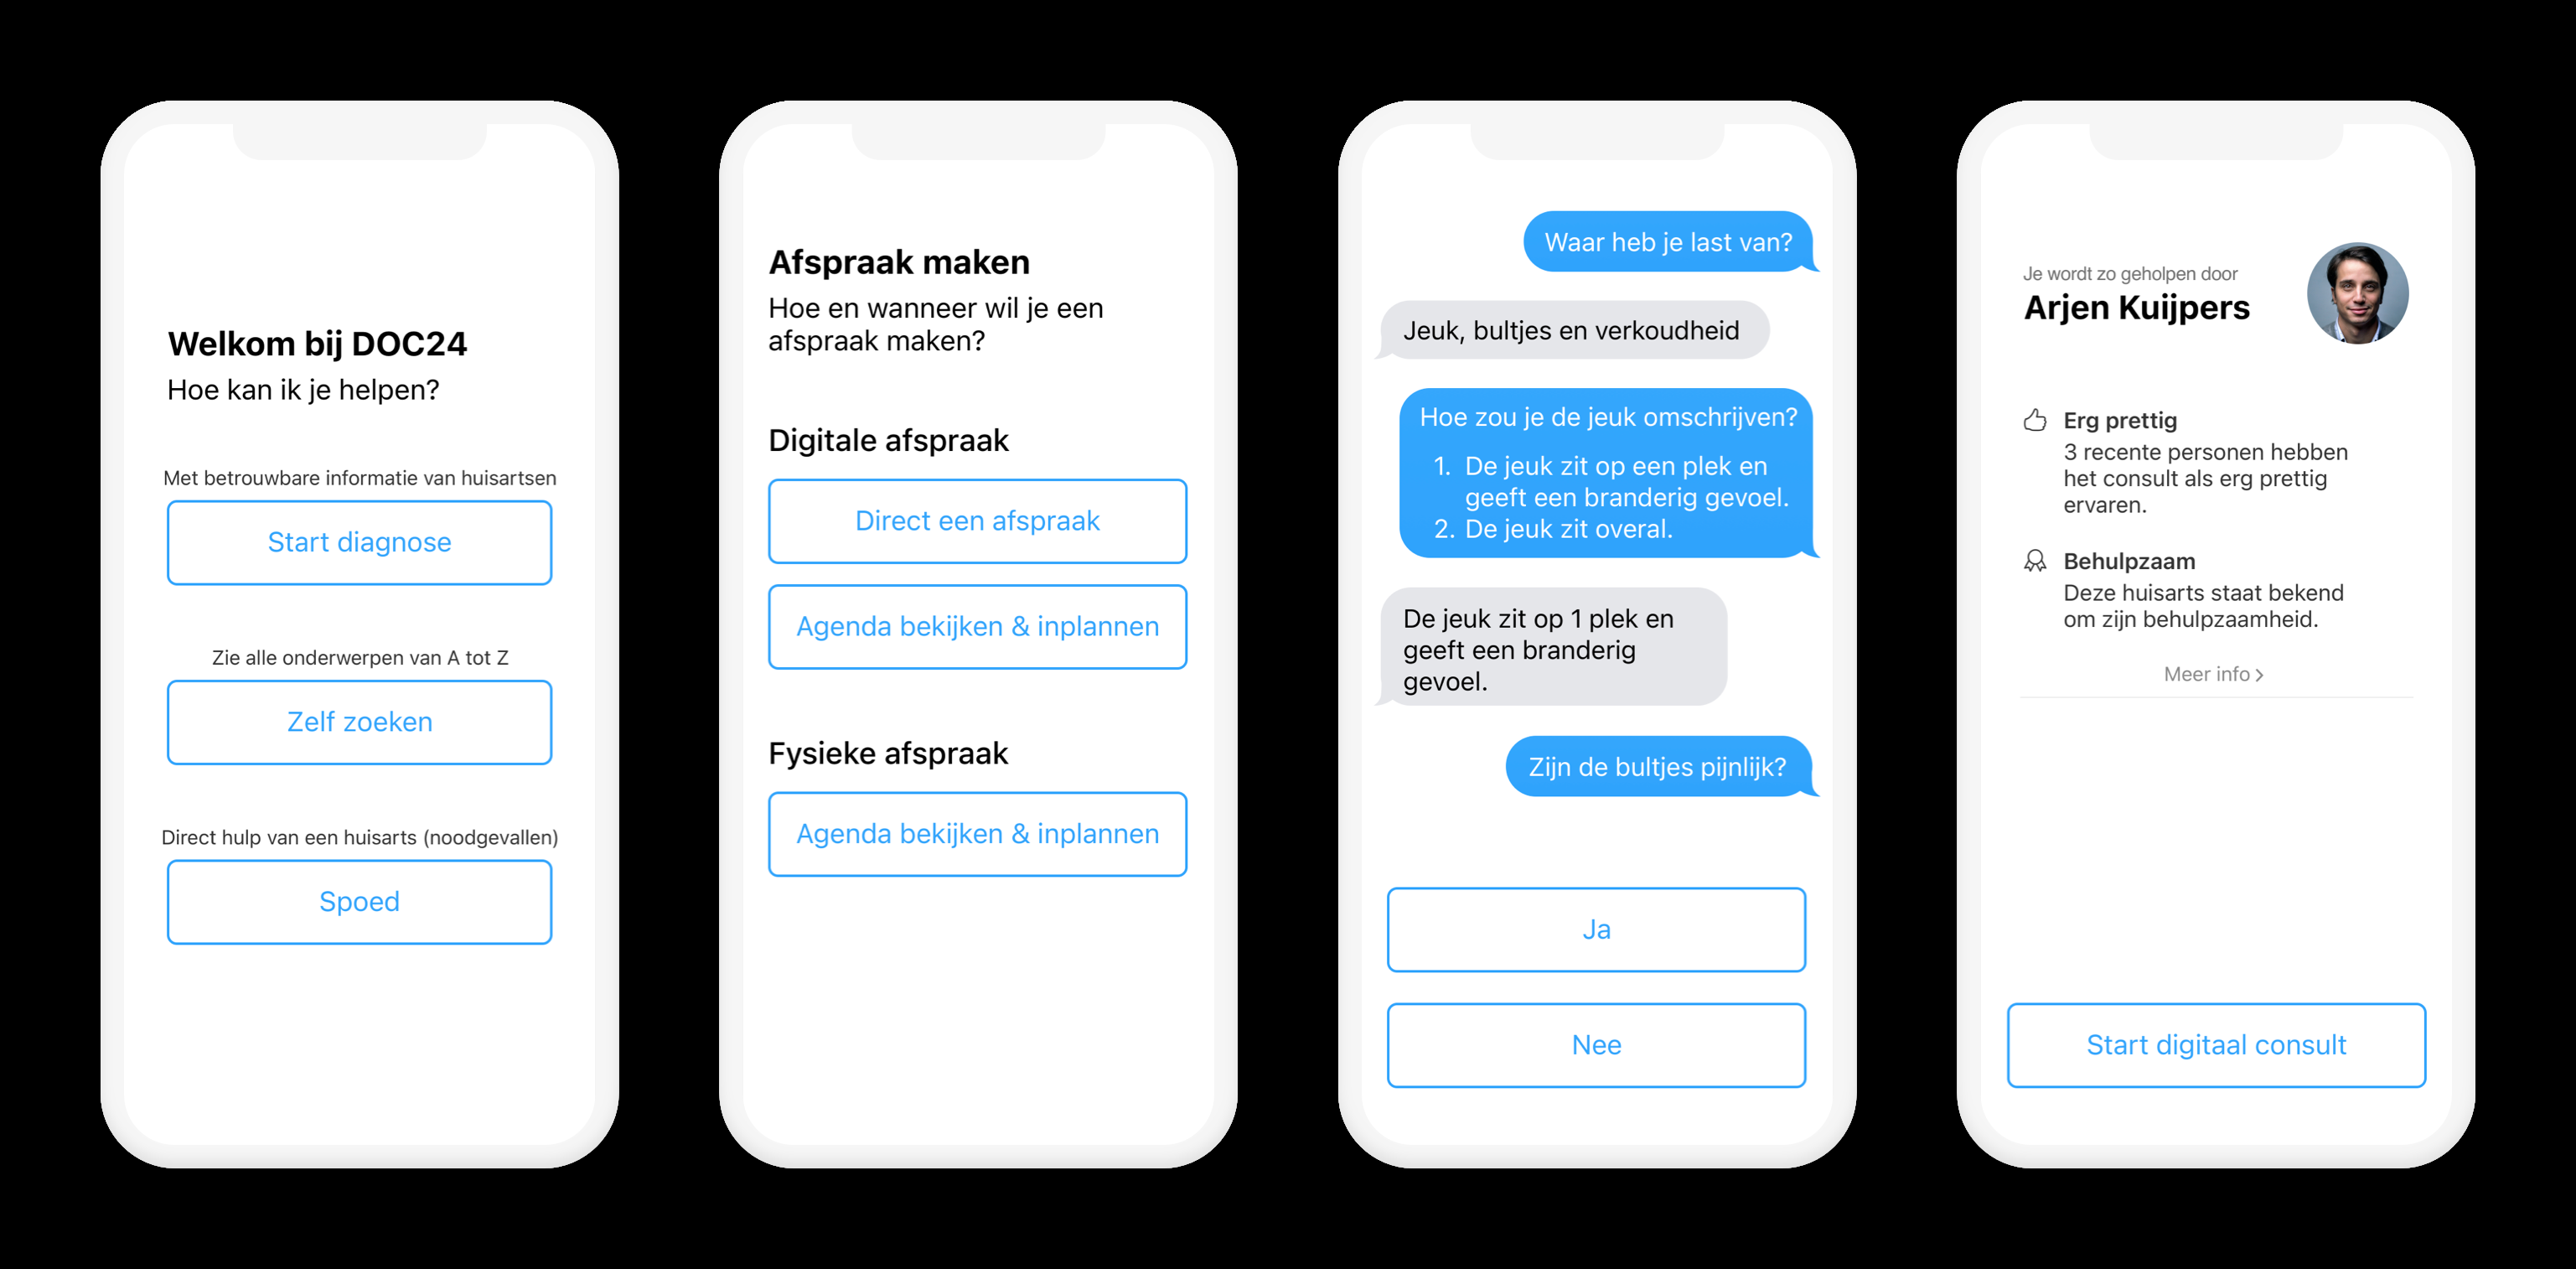 Welkom bij DOC24
Hoe kan ik je helpen?
Met betrouwbare informatie van huisartsen
Start diagnose
Zie alle onderwerpen van A tot Z
Zelf zoeken
Direct hulp van een huisarts (noodgevallen)
Spoed
Afspraak maken
Hoe en wanneer wil je een
afspraak maken?
Digitale afspraak
Direct een afspraak
Agenda bekijken & inplannen
Fysieke afspraak
Agenda bekijken & inplannen
Waar heb je last van?
Jeuk, bultjes en verkoudheid
Hoe zou je de jeuk omschrijven?
1. De jeuk zit op een plek en
geeft een branderig gevoel.
2. De jeuk zit overal.
De jeuk zit op 1 plek en
geeft een branderig
gevoel.
Zijn de bultjes pijnlijk?
Ja
Nee
Je wordt zo geholpen door
Arjen Kuijpers
Erg prettig
3 recente personen hebben
het consult als erg prettig
ervaren.
Behulpzaam
Deze huisarts staat bekend
om zijn behulpzaamheid.
Meer info >
Start digitaal consult